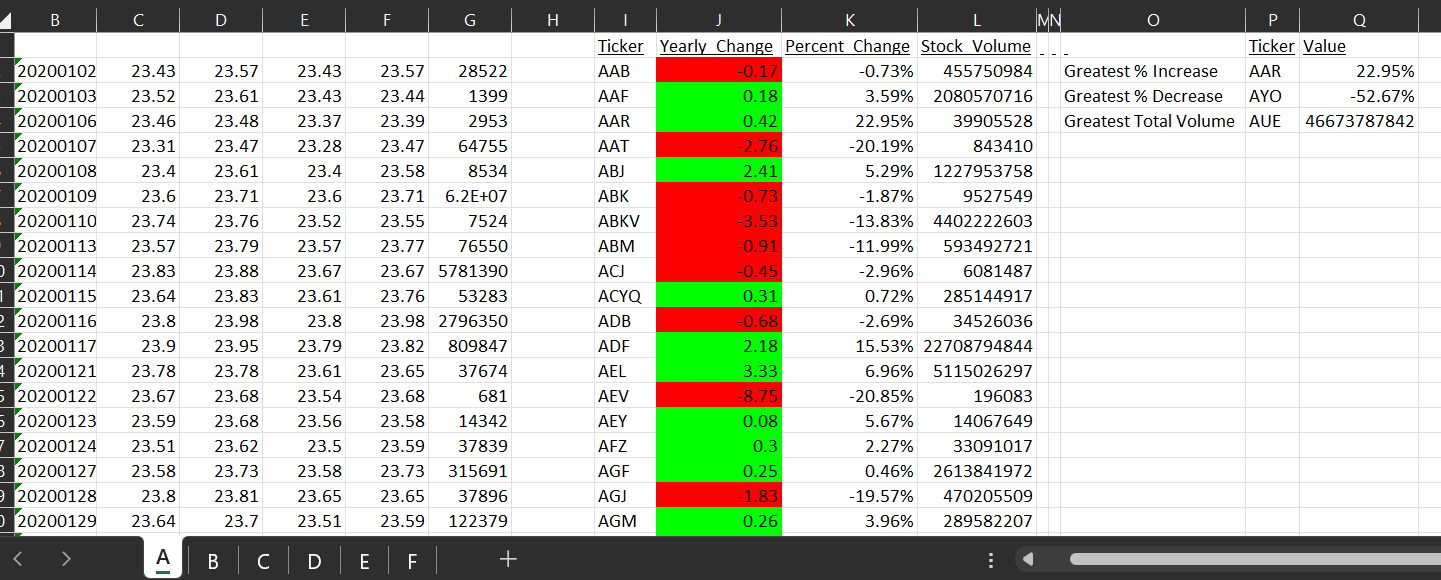 B C D E F G H I J K L M N O P Q
Ticker Yearly_Change Percent_Change Stock_Volume Ticker Value
20200102 23.43 23.57 23.43 23.57 28522 AAB -0.17 -0.73% 455750984 Greatest % Increase AAR 22.95%
20200103 23.52 23.61 23.43 23.44 1399 AAF 0.18 3.59% 2080570716 Greatest % Decrease AYO -52.67%
20200106 23.46 23.48 23.37 23.39 2953 AAR 0.42 22.95% 39905528 Greatest Total Volume AUE 46673787842
20200107 23.31 23.47 23.28 23.47 64755 AAT -2.76 -20.19% 843410
20200108 23.4 23.61 23.4 23.58 8534 ABJ 2.41 5.29% 1227953758
20200109 23.6 23.71 23.6 23.71 6.2E+07 ABK -0.73 -1.87% 9527549
20200110 23.74 23.76 23.52 23.55 7524 ABKV -3.53 -13.83% 4402222603
20200113 23.57 23.79 23.57 23.77 76550 ABM -0.91 -11.99% 593492721
20200114 23.83 23.88 23.67 23.67 5781390 ACJ -0.45 -2.96% 6081487
20200115 23.64 23.83 23.61 23.76 53283 ACYQ 0.31 0.72% 285144917
20200116 23.8 23.98 23.8 23.98 2796350 ADB -0.68 -2.69% 34526036
20200117 23.9 23.95 23.79 23.82 809847 ADF 2.18 15.53% 22708794844
20200121 23.78 23.78 23.61 23.65 37674 AEL 3.33 6.96% 5115026297
20200122 23.67 23.68 23.54 23.68 681 AEV -8.75 -20.85% 196083
20200123 23.59 23.68 23.56 23.58 14342 AEY 0.08 5.67% 14067649
20200124 23.51 23.62 23.5 23.59 37839 AFZ 0.3 2.27% 33091017
20200127 23.58 23.73 23.58 23.73 315691 AGF 0.25 0.46% 2613841972
20200128 23.8 23.81 23.65 23.65 37896 AGJ -1.83 -19.57% 470205509
20200129 23.64 23.7 23.51 23.59 122379 AGM 0.26 3.96% 289582207
A B C D E F